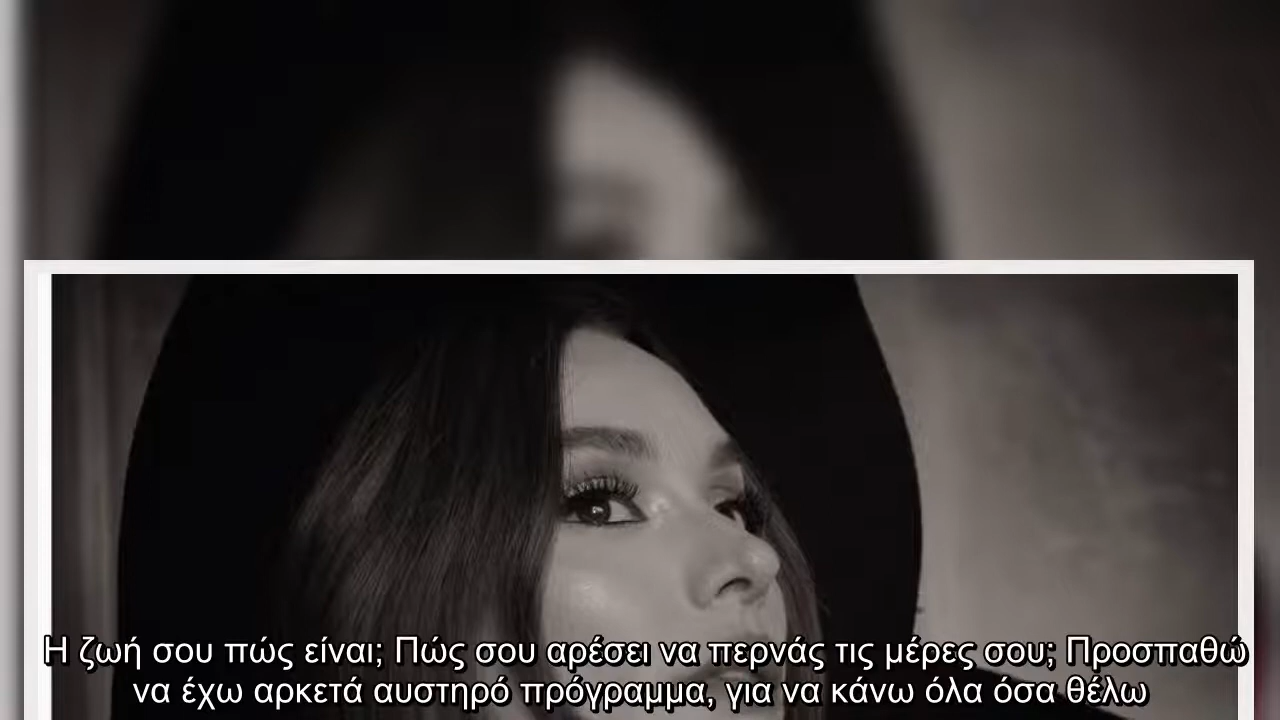 Η ζωή σου πώς είναι; Πώς σου αρέσει να περνάς τις μέρες σου; Προσπαθώ
να έχω αρκετά αυστηρό πρόγραμμα, για να κάνω όλα όσα θέλω